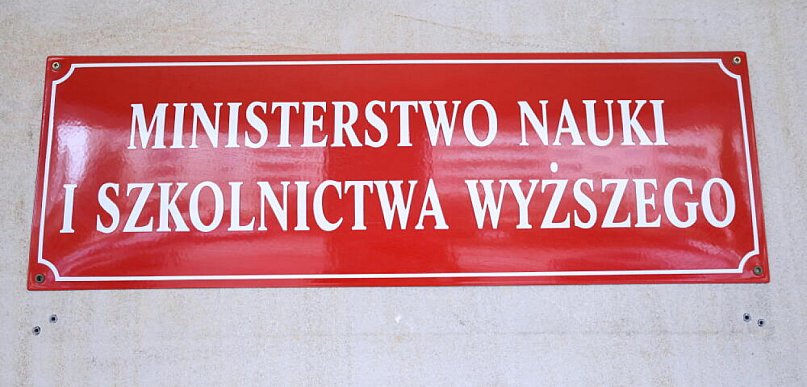 MINISTERSTWO NAUKI
I SZKOLNICTWA WYŻSZEGO